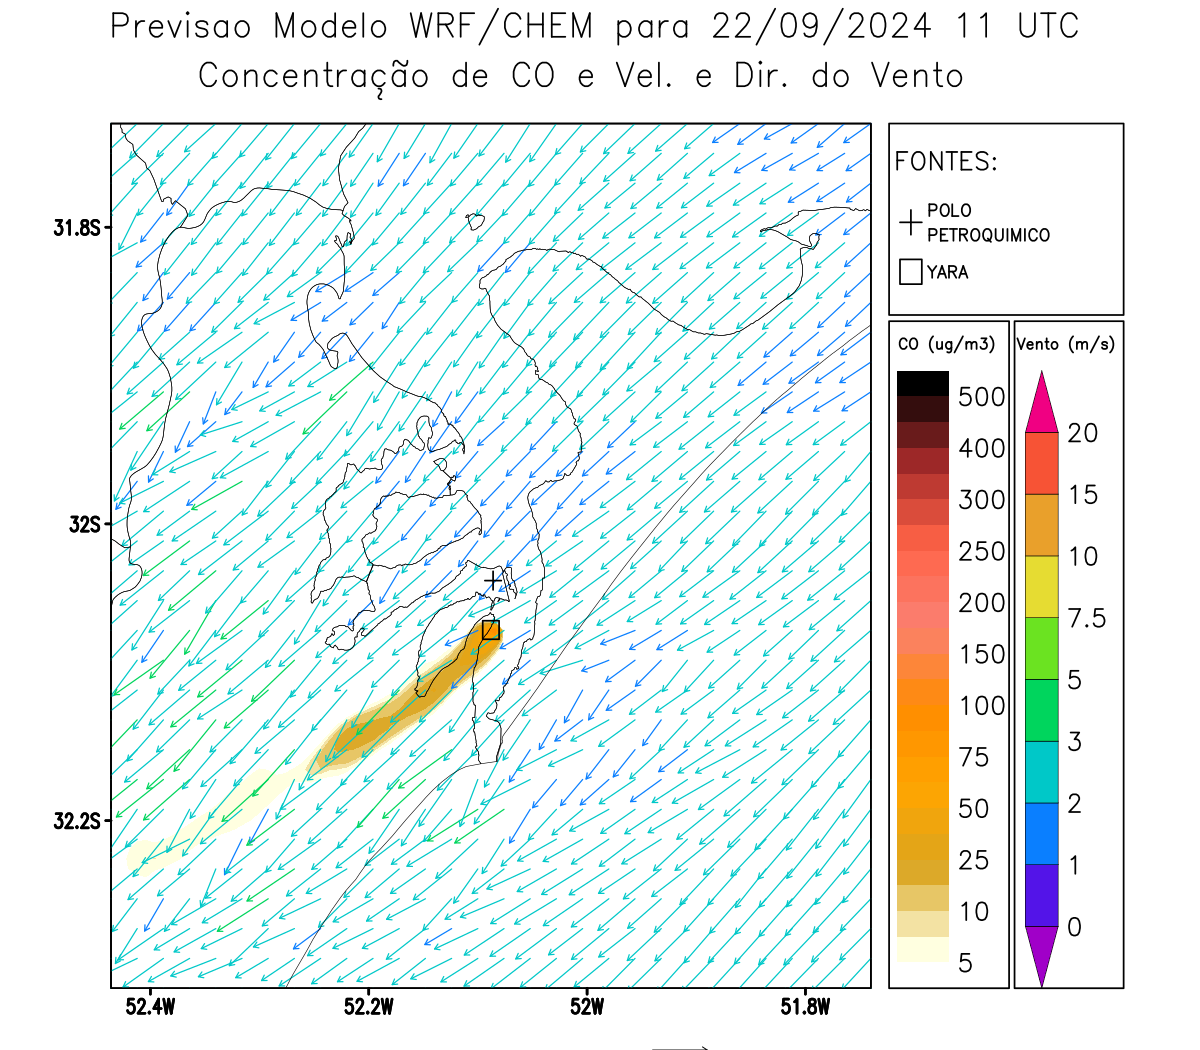 Previsao Modelo WRF/CHEM para 22/09/2024 11 UTC
Concentração de CO e Vel. e Dir. do Vento
FONTES:
POLO
PETROQUIMICO
YARA
CO (ug/m3)
500
400
300
250
200
150
100
75
50
25
10
5
Vento (m/s)
20
15
10
7.5
5
3
2
1
0
31.8S
32S
32.2S
52.4W
52.2W
52W
51.8W